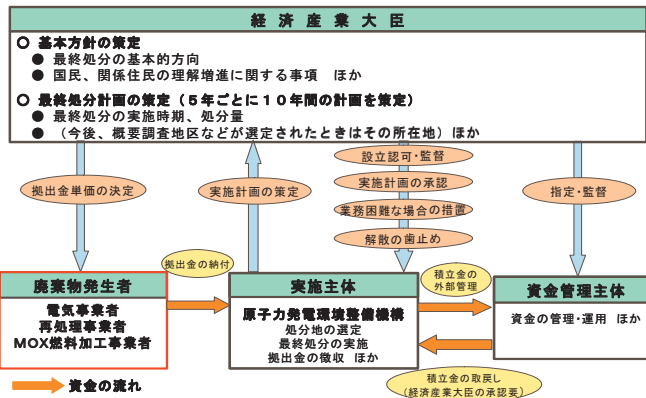 経済産業大臣
○ 基本方針の策定
● 最終処分の基本的方向
● 国民、関係住民の理解増進に関する事項 ほか
○ 最終処分計画の策定（５年ごとに１０年間の計画を策定）
● 最終処分の実施時期、処分量
● （今後、概要調査地区などが選定されたときはその所在地）ほか
拠出金単価の決定
実施計画の策定
設立認可・監督
実施計画の承認
業務困難な場合の措置
解散の歯止め
指定・監督
廃棄物発生者
電気事業者
再処理事業者
MOX燃料加工事業者
拠出金の納付
実施主体
原子力発電環境整備機構
処分地の選定
最終処分の実施
拠出金の徴収 ほか
積立金の
外部管理
資金管理主体
資金の管理・運用 ほか
積立金の取戻し
（経済産業大臣の承認要）
資金の流れ